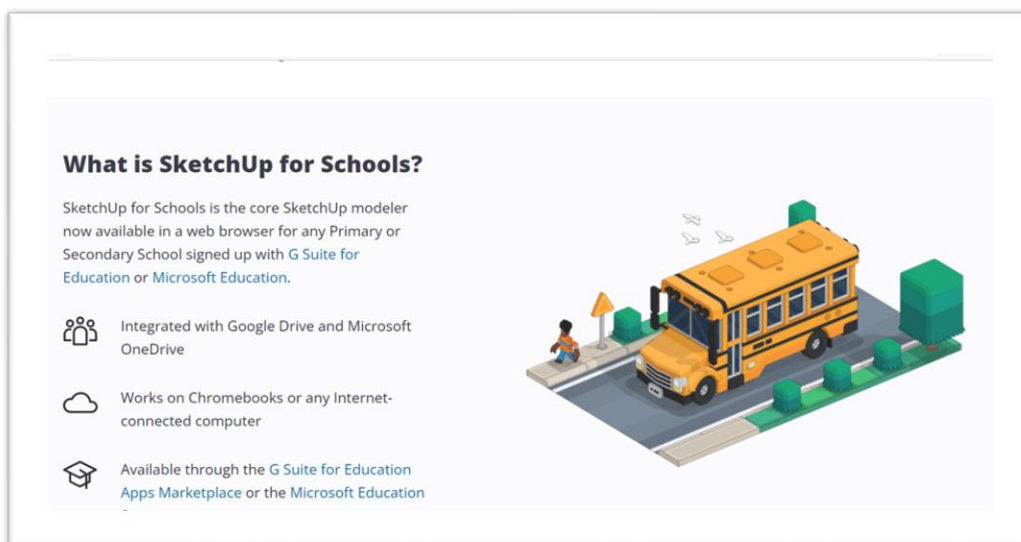 What is SketchUp for Schools?
SketchUp for Schools is the core SketchUp modeler
now available in a web browser for any Primary or
Secondary School signed up with G Suite for
Education or Microsoft Education.
Integrated with Google Drive and Microsoft
OneDrive
Works on Chromebooks or any Internet-
connected computer
Available through the G Suite for Education
Apps Marketplace or the Microsoft Education